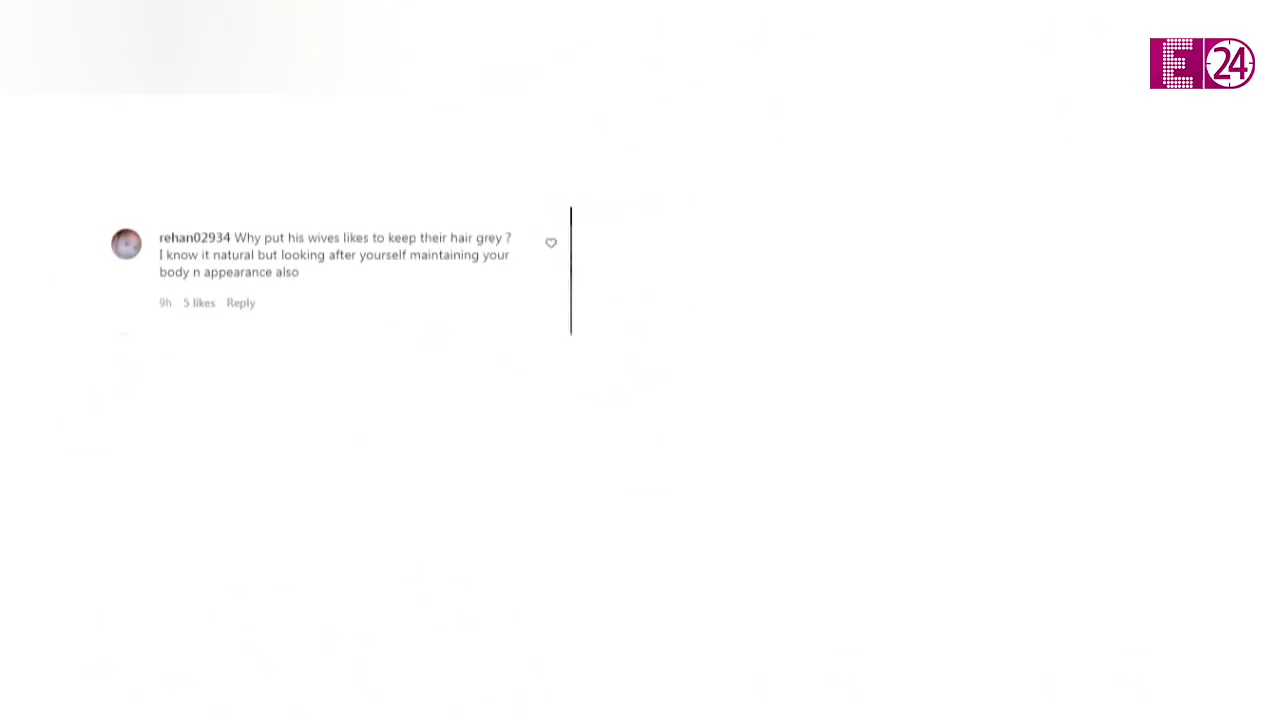 E 24
rehan02934 Why put his wives likes to keep their hair grey ?
I know it natural but looking after yourself maintaining your
body n appearance also
9h 5 likes Reply